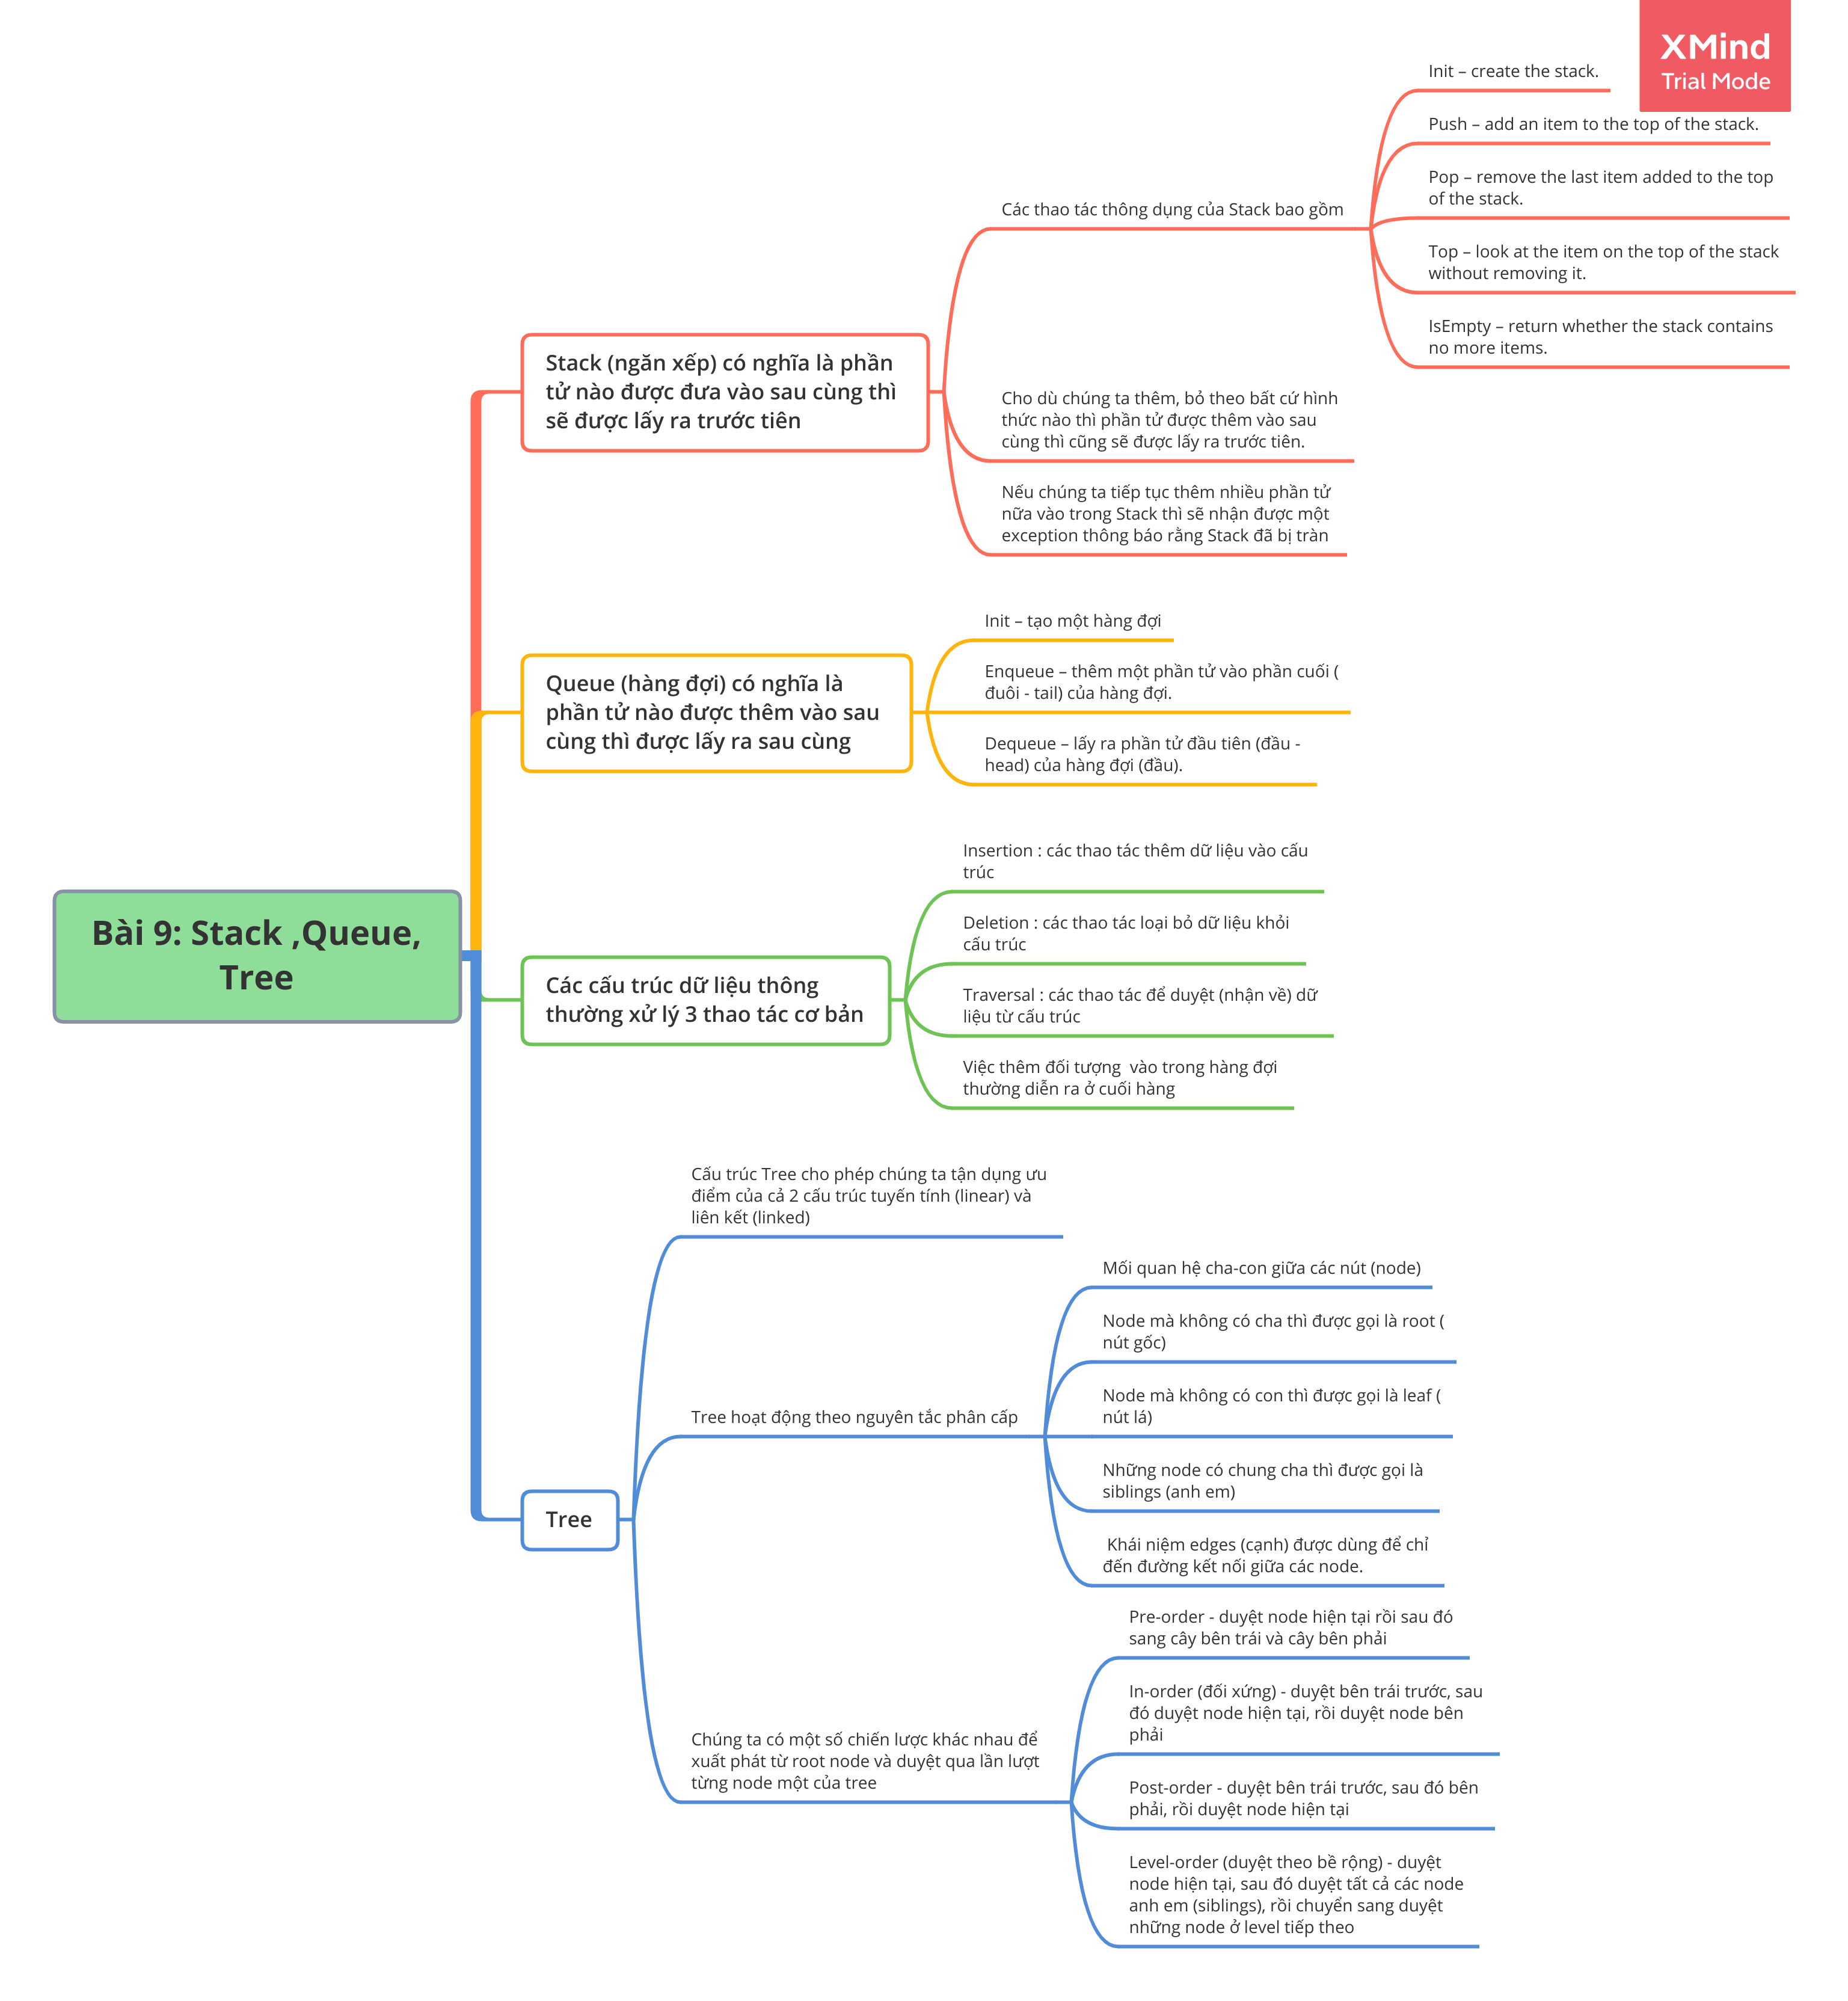 XMind
Trial Mode
Bài 9: Stack ,Queue,
Tree
Stack (ngăn xếp) có nghĩa là phần
tử nào được đưa vào sau cùng thì
sẽ được lấy ra trước tiên
Các thao tác thông dụng của Stack bao gồm
Init – create the stack.
Push – add an item to the top of the stack.
Pop – remove the last item added to the top
of the stack.
Top – look at the item on the top of the stack
without removing it.
IsEmpty – return whether the stack contains
no more items.
Cho dù chúng ta thêm, bỏ theo bất cứ hình
thức nào thì phần tử được thêm vào sau
cùng thì cũng sẽ được lấy ra trước tiên.
Nếu chúng ta tiếp tục thêm nhiều phần tử
nữa vào trong Stack thì sẽ nhận được một
exception thông báo rằng Stack đã bị tràn
Queue (hàng đợi) có nghĩa là
phần tử nào được thêm vào sau
cùng thì được lấy ra sau cùng
Init – tạo một hàng đợi
Enqueue – thêm một phần tử vào phần cuối (
đuôi - tail) của hàng đợi.
Dequeue – lấy ra phần tử đầu tiên (đầu -
head) của hàng đợi (đầu).
Các cấu trúc dữ liệu thông
thường xử lý 3 thao tác cơ bản
Insertion : các thao tác thêm dữ liệu vào cấu
trúc
Deletion : các thao tác loại bỏ dữ liệu khỏi
cấu trúc
Traversal : các thao tác để duyệt (nhận về) dữ
liệu từ cấu trúc
Việc thêm đối tượng  vào trong hàng đợi
thường diễn ra ở cuối hàng
Tree
Cấu trúc Tree cho phép chúng ta tận dụng ưu
điểm của cả 2 cấu trúc tuyến tính (linear) và
liên kết (linked)
Tree hoạt động theo nguyên tắc phân cấp
Mối quan hệ cha-con giữa các nút (node)
Node mà không có cha thì được gọi là root (
nút gốc)
Node mà không có con thì được gọi là leaf (
nút lá)
Những node có chung cha thì được gọi là
siblings (anh em)
Khái niệm edges (cạnh) được dùng để chỉ
đến đường kết nối giữa các node.
Chúng ta có một số chiến lược khác nhau để
xuất phát từ root node và duyệt qua lần lượt
từng node một của tree
Pre-order - duyệt node hiện tại rồi sau đó
sang cây bên trái và cây bên phải
In-order (đối xứng) - duyệt bên trái trước, sau
đó duyệt node hiện tại, rồi duyệt node bên
phải
Post-order - duyệt bên trái trước, sau đó bên
phải, rồi duyệt node hiện tại
Level-order (duyệt theo bề rộng) - duyệt
node hiện tại, sau đó duyệt tất cả các node
anh em (siblings), rồi chuyển sang duyệt
những node ở level tiếp theo